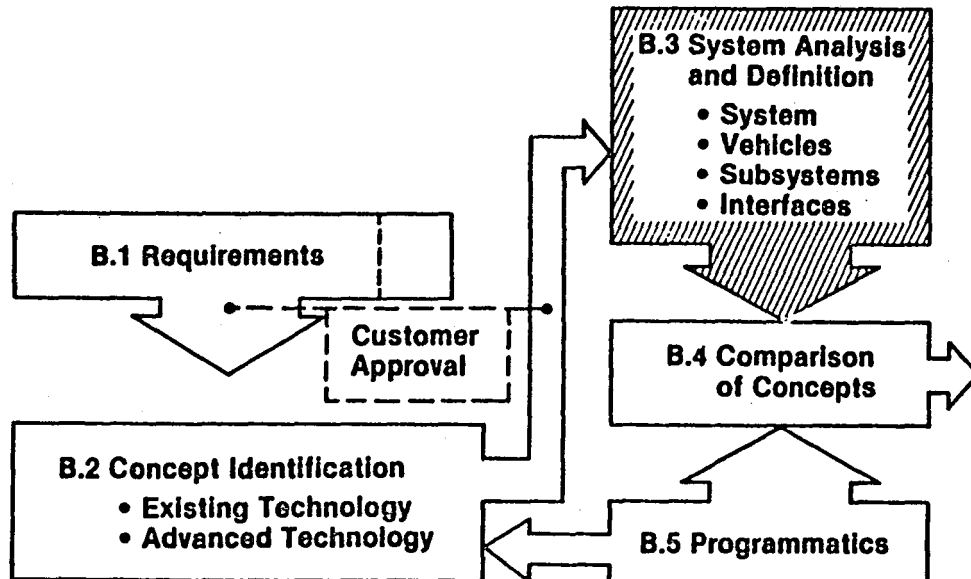 B.3 System Analysis
and Definition
• System
• Vehicles
• Subsystems
• Interfaces
B.1 Requirements
Customer
Approval
B.4 Comparison
of Concepts
B.2 Concept Identification
• Existing Technology
• Advanced Technology
B.5 Programmatics